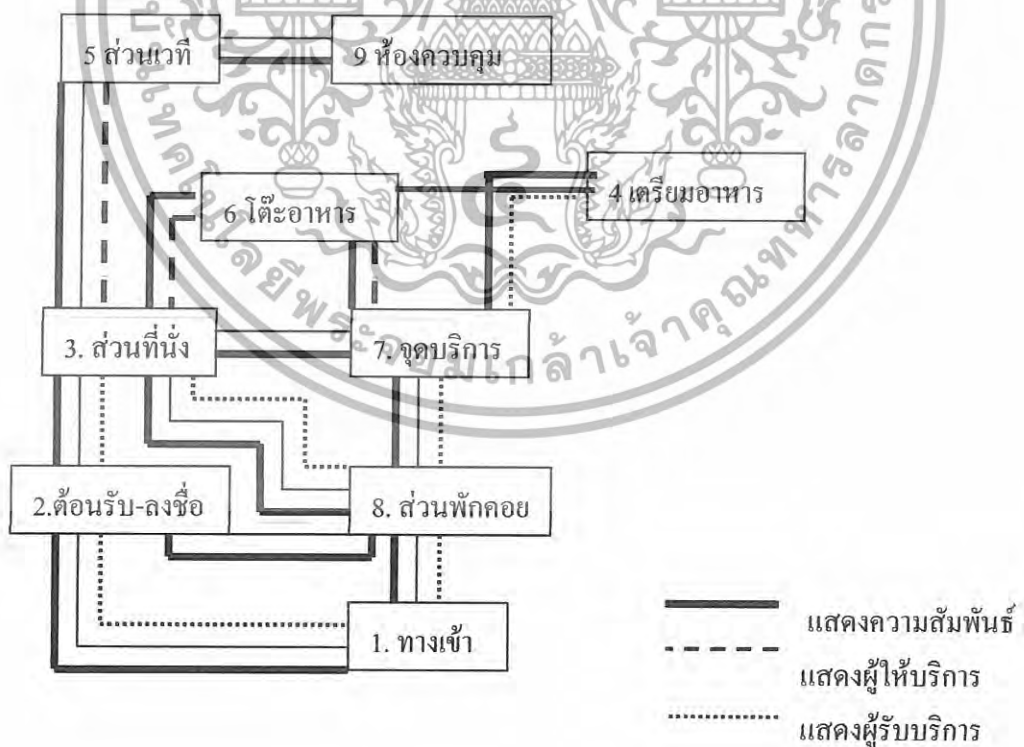 5 ส่วนเวที
9 ห้องควบคุม
6 โต๊ะอาหาร
4 เตรียมอาหาร
3. ส่วนที่นั่ง
7. จุดบริการ
2.ต้อนรับ-ลงชื่อ
8. ส่วนพักคอย
1. ทางเข้า
แสดงความสัมพันธ์
แสดงผู้ให้บริการ
แสดงผู้รับบริการ